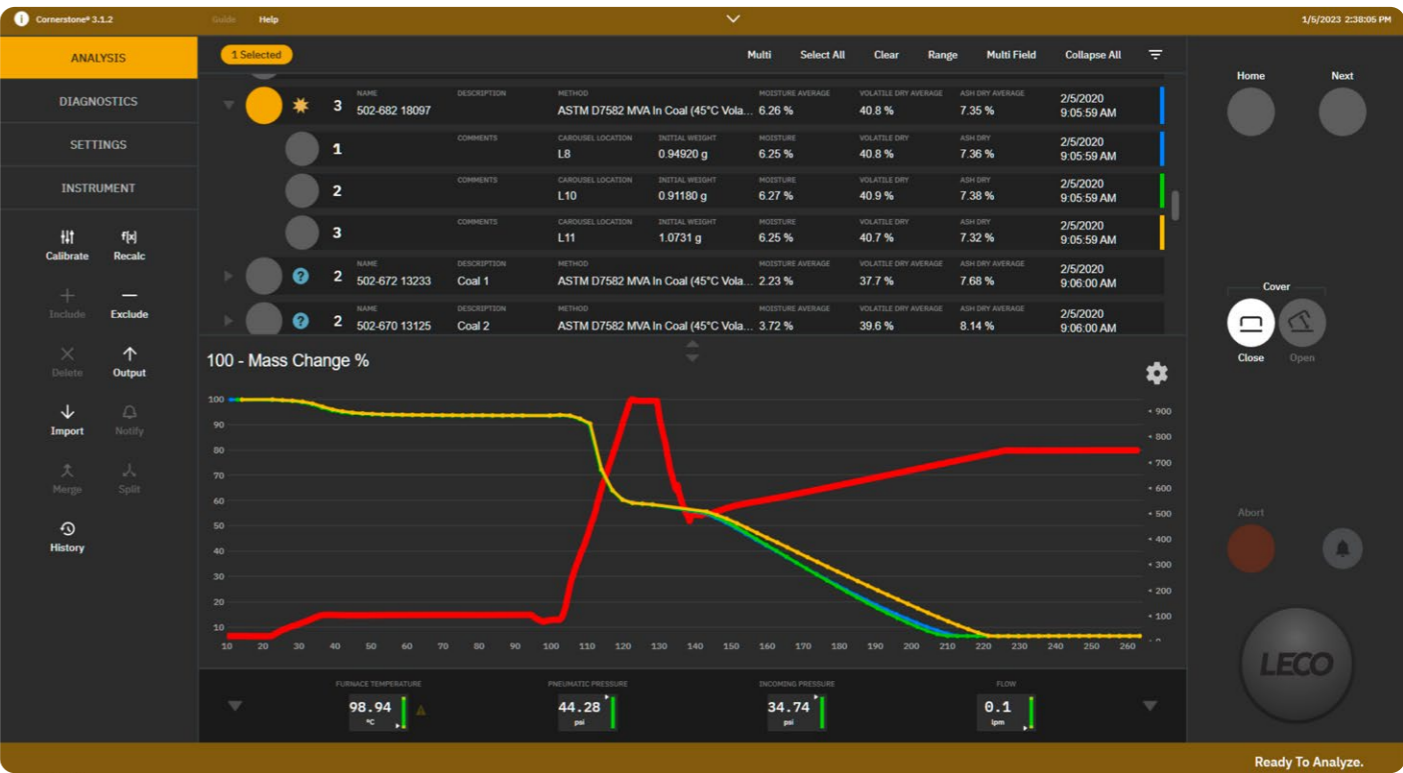 Cornerstone® 3.1.2
Guide Help
1/5/2023 2:38:05 PM
ANALYSIS
DIAGNOSTICS
SETTINGS
INSTRUMENT
Calibrate f[x] Recalc
Include Exclude
Delete Output
Import Notify
Merge Split
History
1 Selected
Multi Select All Clear Range Multi Field Collapse All
NAME DESCRIPTION METHOD MOISTURE AVERAGE VOLATILE DRY AVERAGE ASH DRY AVERAGE
3 502-682 18097 ASTM D7582 MVA In Coal (45°C Vola... 6.26 % 40.8 % 7.35 % 2/5/2020 9:05:59 AM
COMMENTS CAROUSEL LOCATION INITIAL WEIGHT MOISTURE VOLATILE DRY ASH DRY
1 L8 0.94920 g 6.25 % 40.8 % 7.36 % 2/5/2020 9:05:59 AM
COMMENTS CAROUSEL LOCATION INITIAL WEIGHT MOISTURE VOLATILE DRY ASH DRY
2 L10 0.91180 g 6.27 % 40.9 % 7.38 % 2/5/2020 9:05:59 AM
COMMENTS CAROUSEL LOCATION INITIAL WEIGHT MOISTURE VOLATILE DRY ASH DRY
3 L11 1.0731 g 6.25 % 40.7 % 7.32 % 2/5/2020 9:05:59 AM
NAME DESCRIPTION METHOD MOISTURE AVERAGE VOLATILE DRY AVERAGE ASH DRY AVERAGE
? 2 502-672 13233 Coal 1 ASTM D7582 MVA In Coal (45°C Vola... 2.23 % 37.7 % 7.68 % 2/5/2020 9:06:00 AM
NAME DESCRIPTION METHOD MOISTURE AVERAGE VOLATILE DRY AVERAGE ASH DRY AVERAGE
? 2 502-670 13125 Coal 2 ASTM D7582 MVA In Coal (45°C Vola... 3.72 % 39.6 % 8.14 % 2/5/2020 9:06:00 AM
100 - Mass Change %
100
90
80
70
60
50
40
30
20
10
900
800
700
600
500
400
300
200
100
0
10 20 30 40 50 60 70 80 90 100 110 120 130 140 150 160 170 180 190 200 210 220 230 240 250 260
FURNACE TEMPERATURE PNEUMATIC PRESSURE INCOMING PRESSURE FLOW
98.94 44.28 34.74 0.1
°C psi psi lpm
Home Next
Cover
Close Open
Abort
LECO
Ready To Analyze.